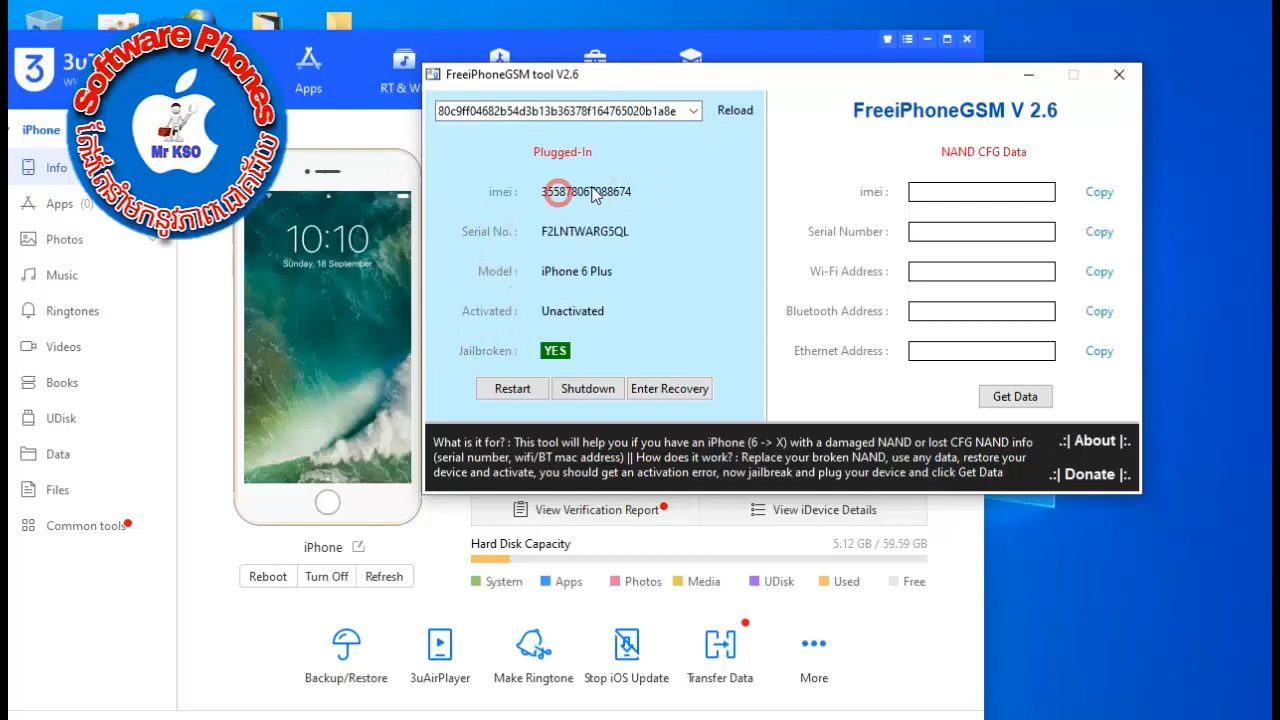 Software Phones
Mr KSO
3uT
Apps
RT & W
iPhone
Info
Apps (0)
Photos
Music
Ringtones
Videos
Books
UDisk
Data
Files
Common tools
10:10
Sunday, 18 September
iPhone
Reboot
Turn Off
Refresh
FreeiPhoneGSM tool V2.6
80c9ff04682b54d3b13b36378f164765020b1a8e
Reload
Plugged-In
imei :
Serial No. : F2LNTWARG5QL
Model : iPhone 6 Plus
Activated : Unactivated
Jailbroken : YES
Restart
Shutdown
Enter Recovery
FreeiPhoneGSM V 2.6
NAND CFG Data
imei : Copy
Serial Number : Copy
Wi-Fi Address : Copy
Bluetooth Address : Copy
Ethernet Address : Copy
Get Data
What is it for? : This tool will help you if you have an iPhone (6 -> X) with a damaged NAND or lost CFG NAND info
(serial number, wifi/BT mac address) || How does it work? : Replace your broken NAND, use any data, restore your
device and activate, you should get an activation error, now jailbreak and plug your device and click Get Data
.:| About |:.
.:| Donate |:.
View Verification Report
View iDevice Details
Hard Disk Capacity
5.12 GB / 59.59 GB
System
Apps
Photos
Media
UDisk
Used
Free
Backup/Restore
3uAirPlayer
Make Ringtone
Stop iOS Update
Transfer Data
More